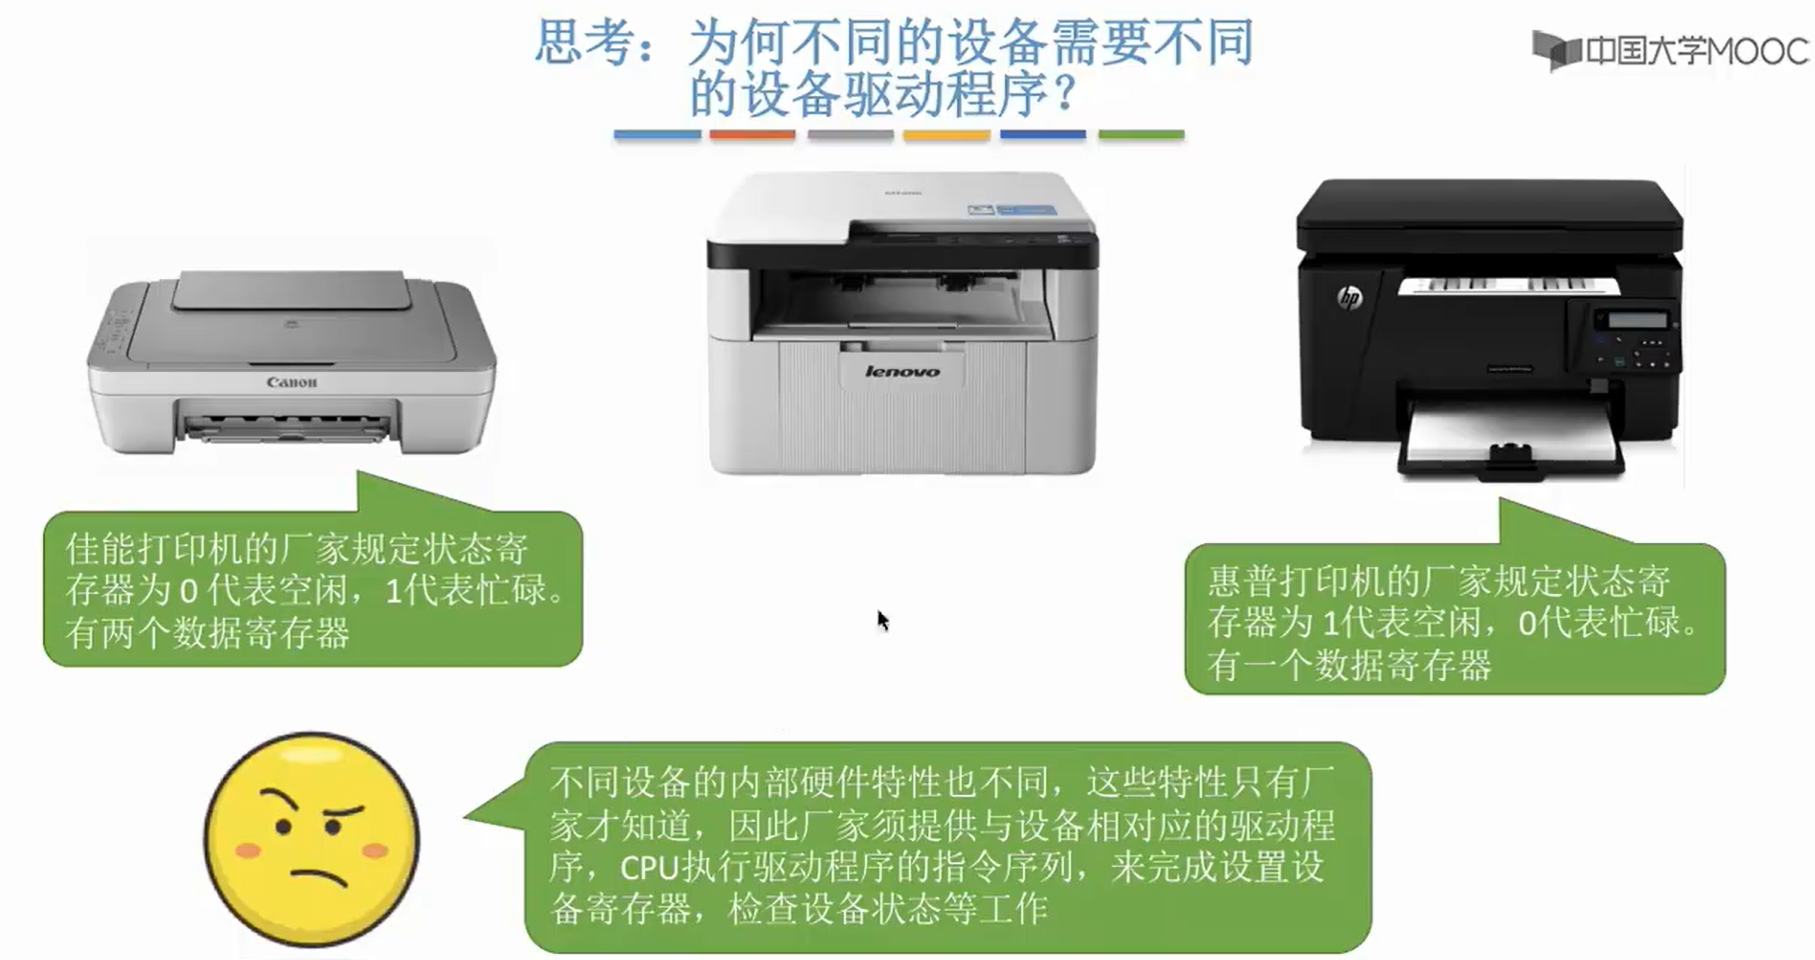 思考：为何不同的设备需要不同
的设备驱动程序？
中国大学MOOC
Canon
lenovo
hp
佳能打印机的厂家规定状态寄
存器为 0 代表空闲，1代表忙碌。
有两个数据寄存器
惠普打印机的厂家规定状态寄
存器为 1代表空闲，0代表忙碌。
有一个数据寄存器
不同设备的内部硬件特性也不同，这些特性只有厂
家才知道，因此厂家须提供与设备相对应的驱动程
序，CPU执行驱动程序的指令序列，来完成设置设
备寄存器，检查设备状态等工作